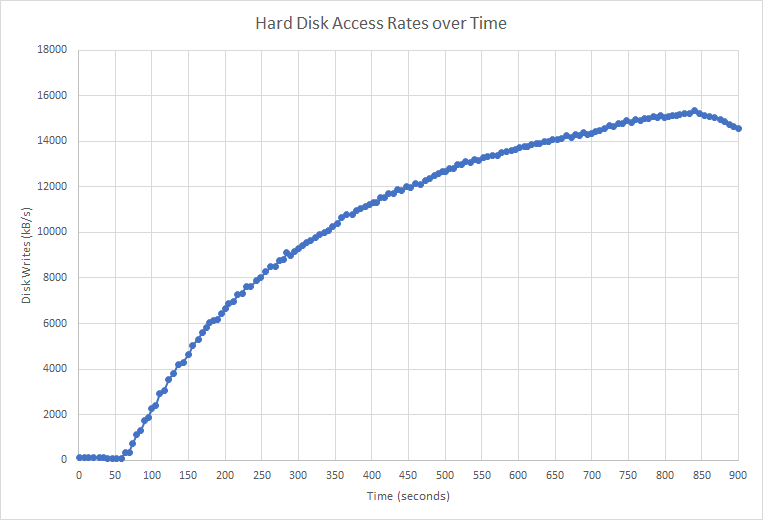 Hard Disk Access Rates over Time
18000
16000
14000
12000
10000
8000
6000
4000
2000
0
Disk Writes (kB/s)
0 50 100 150 200 250 300 350 400 450 500 550 600 650 700 750 800 850 900
Time (seconds)